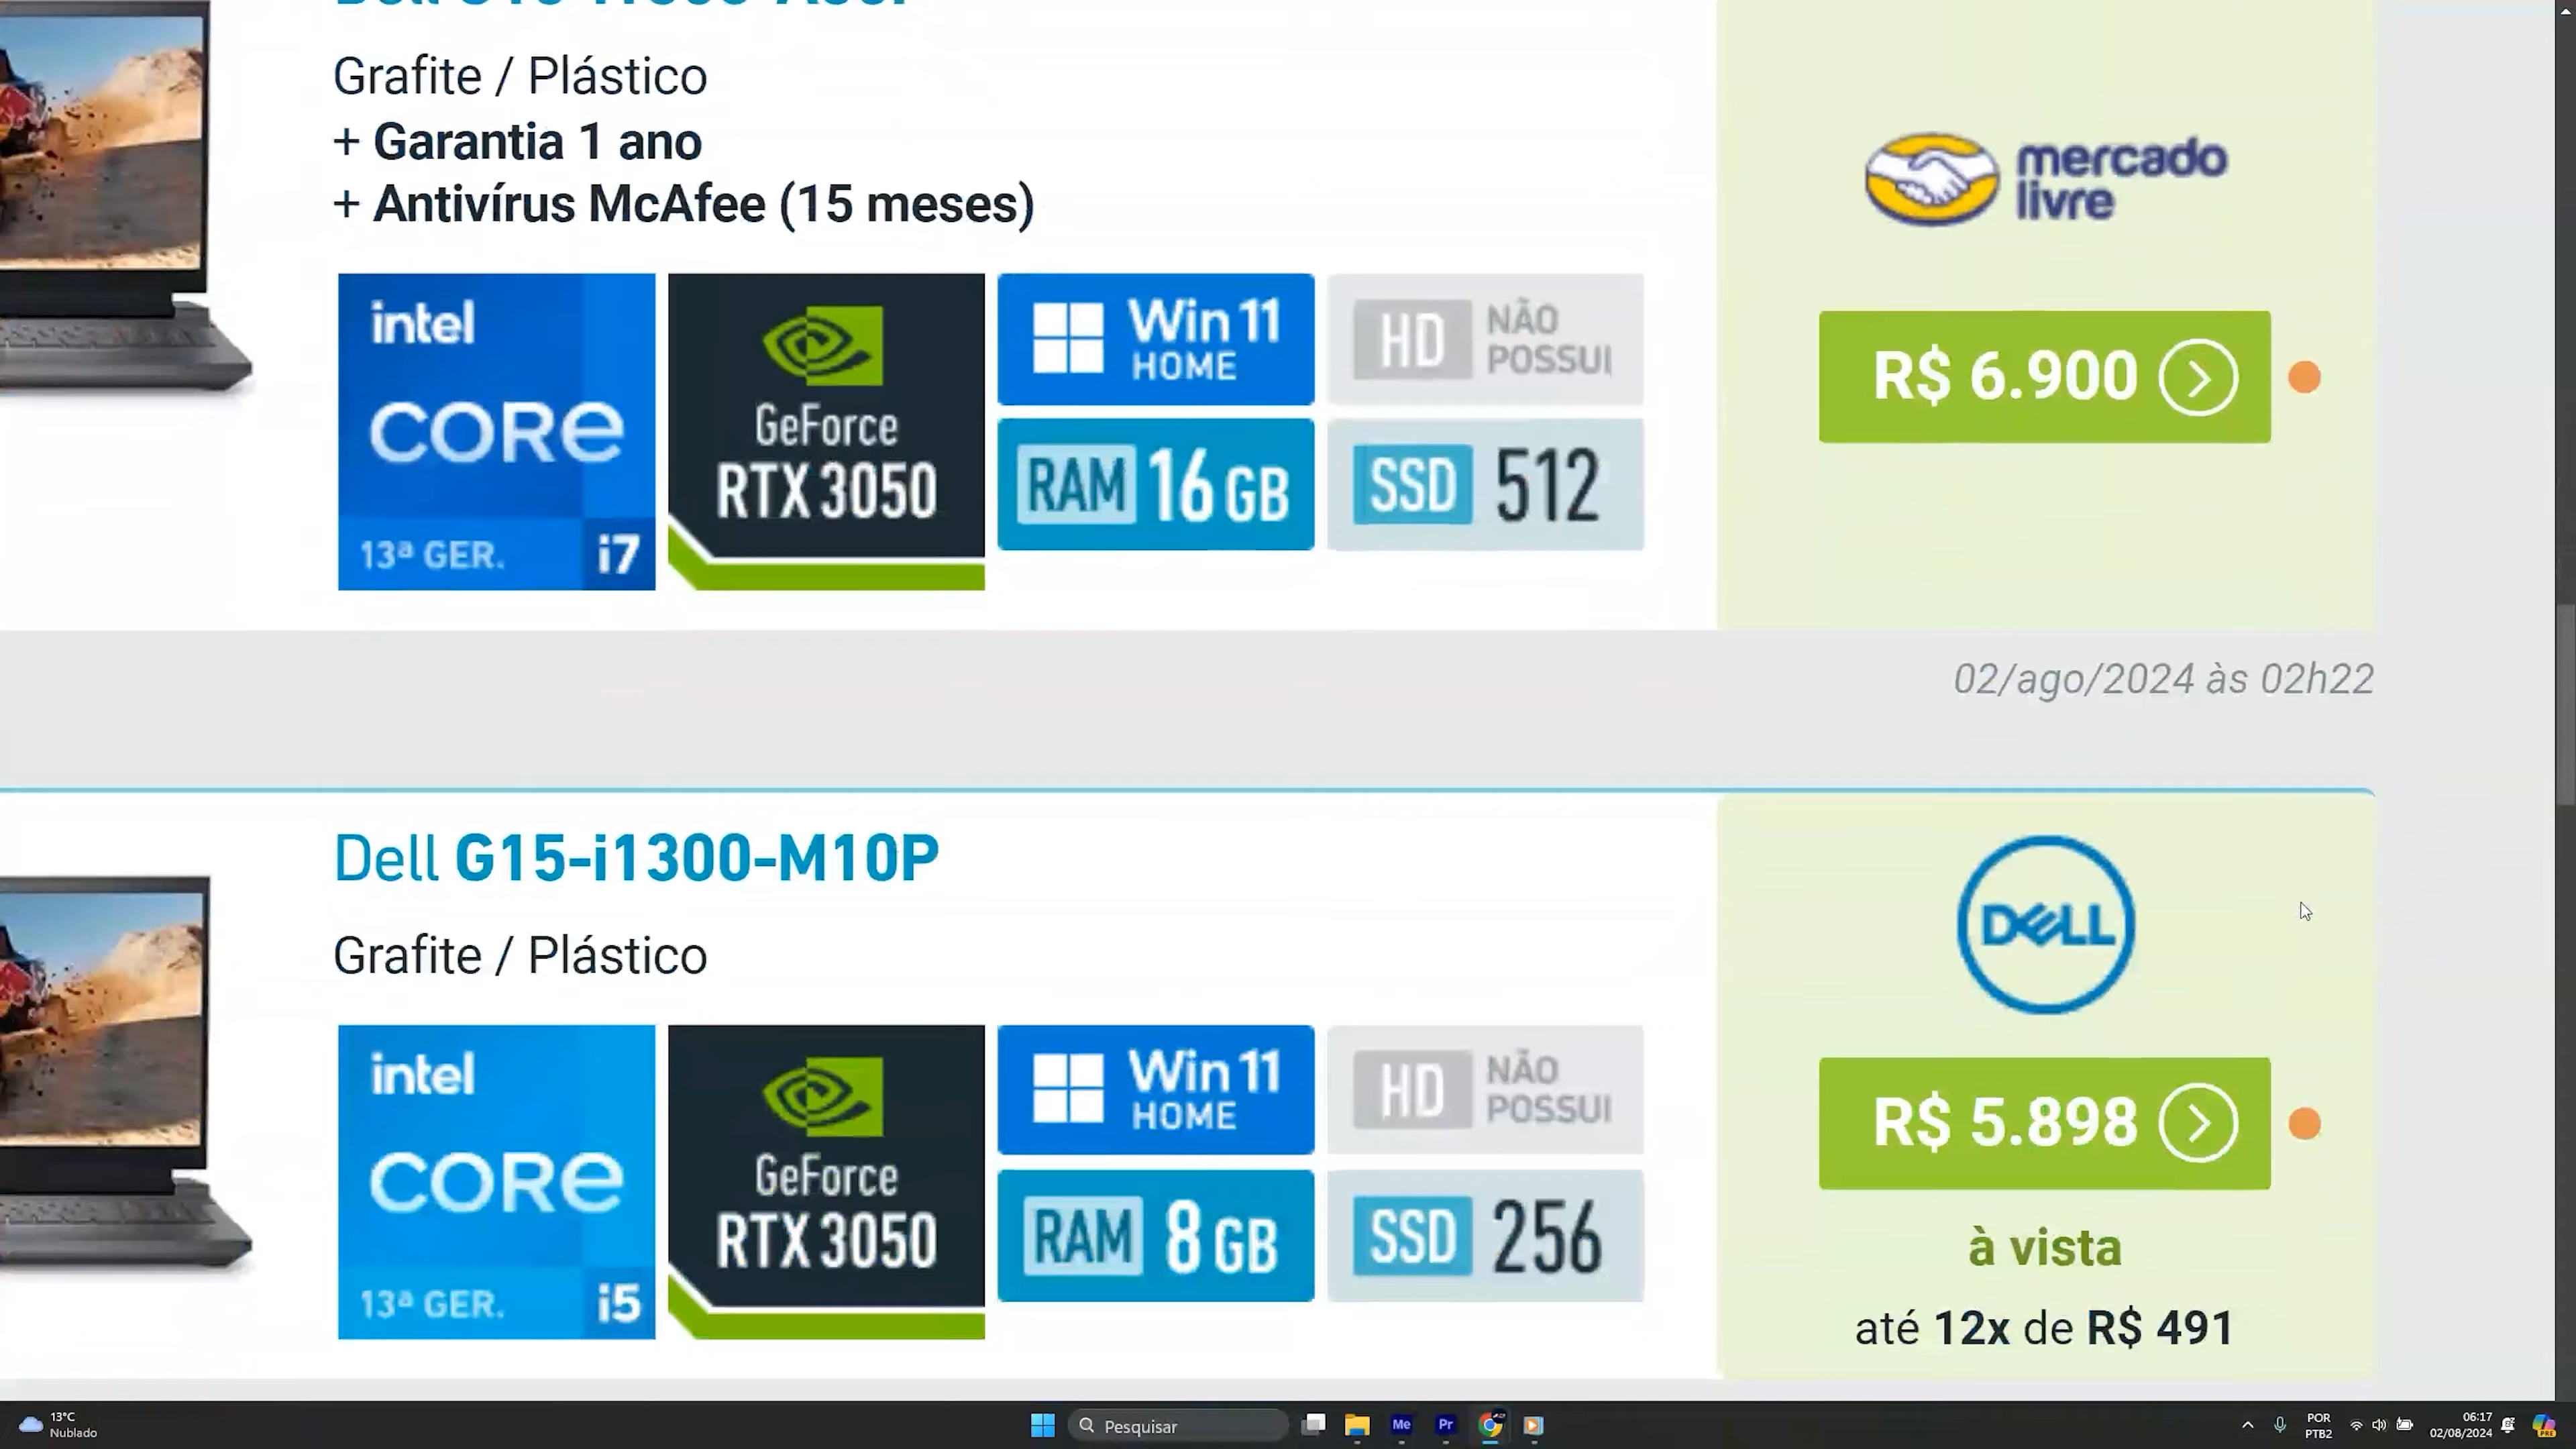 Grafite / Plástico
+ Garantia 1 ano
+ Antivírus McAfee (15 meses)
intel
CORE
13ª GER. i7
GeForce
RTX 3050
Win 11
HOME
RAM 16 GB
HD NÃO
POSSUI
SSD 512
mercado
livre
R$ 6.900
02/ago/2024 às 02h22
Dell G15-i1300-M10P
Grafite / Plástico
intel
CORE
13ª GER. i5
GeForce
RTX 3050
Win 11
HOME
RAM 8 GB
HD NÃO
POSSUI
SSD 256
DELL
R$ 5.898
à vista
até 12x de R$ 491
13°C
Nublado
Pesquisar
Me
Pr
POR
PTB2
06:17
02/08/2024
PRE